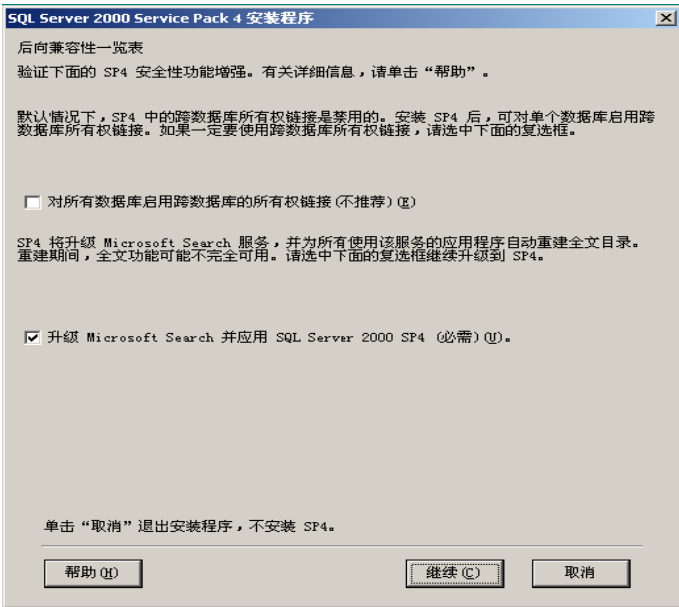 SQL Server 2000 Service Pack 4 安装程序
后向兼容性一览表
验证下面的 SP4 安全性功能增强。有关详细信息，请单击“帮助”。
默认情况下，SP4 中的跨数据库所有权链接是禁用的。安装 SP4 后，可对单个数据库启用跨
数据库所有权链接。如果一定要使用跨数据库所有权链接，请选中下面的复选框。
对所有数据库启用跨数据库的所有权链接(不推荐)(E)
SP4 将升级 Microsoft Search 服务，并为所有使用该服务的应用程序自动重建全文目录。
重建期间，全文功能可能不完全可用。请选中下面的复选框继续升级到 SP4。
升级 Microsoft Search 并应用 SQL Server 2000 SP4 (必需)(U)。
单击“取消”退出安装程序，不安装 SP4。
帮助(H) 继续(C) 取消